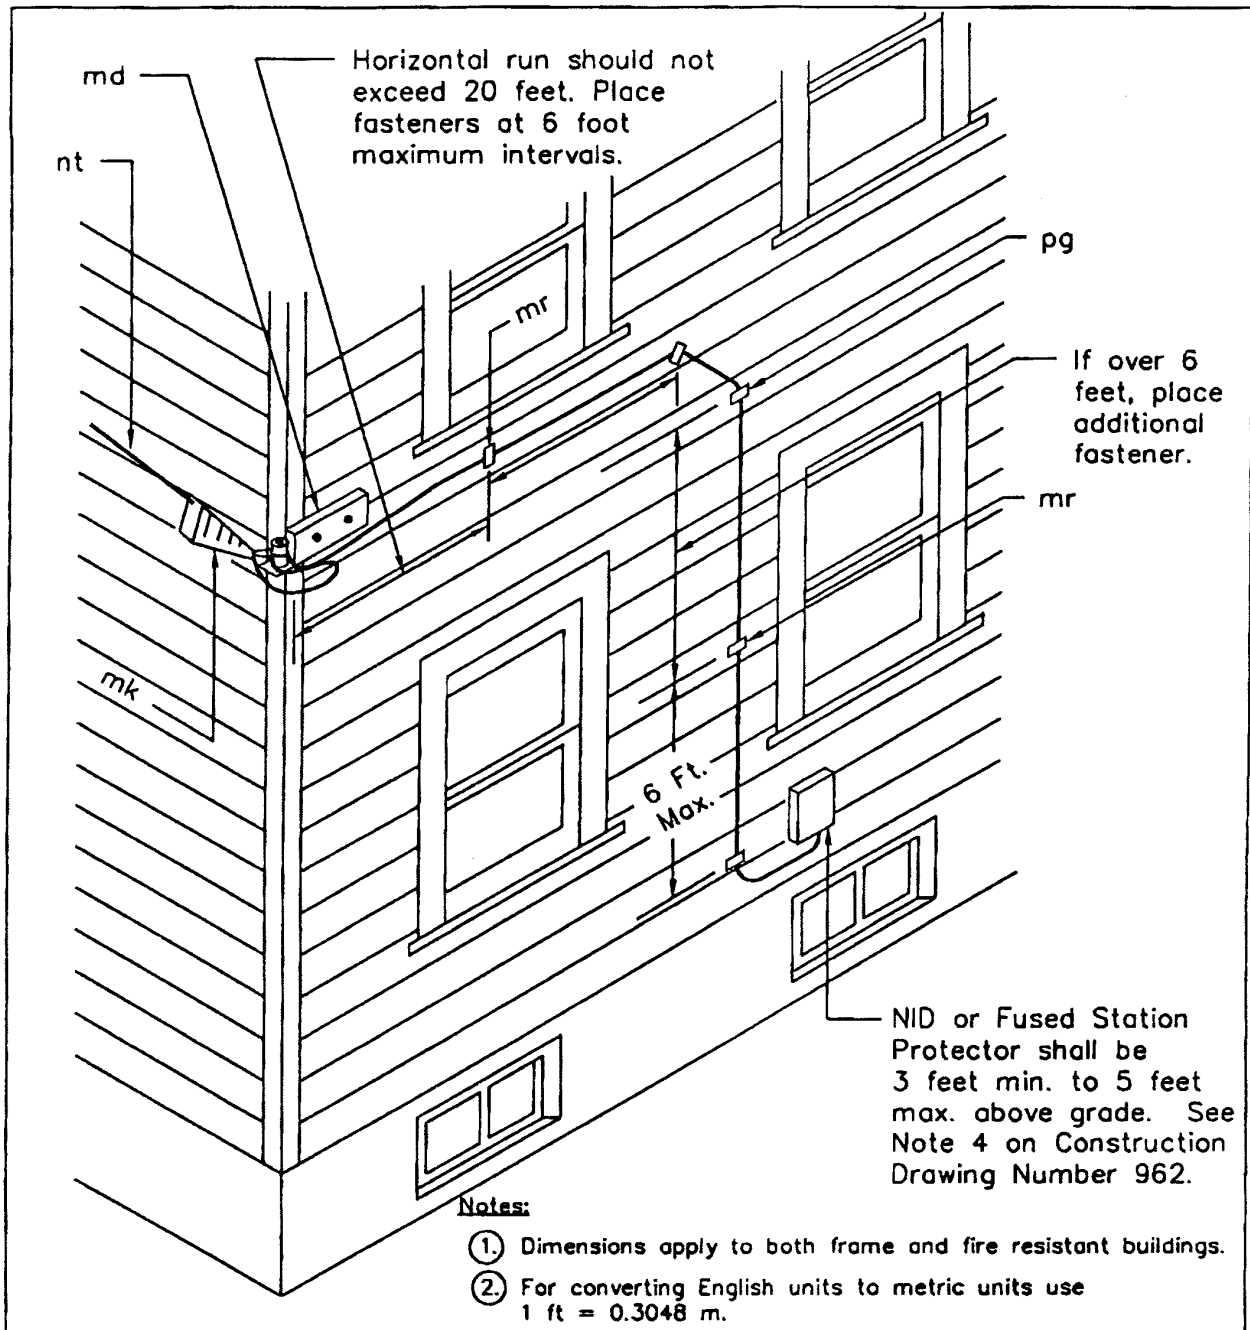 md
Horizontal run should not
exceed 20 feet. Place
fasteners at 6 foot
maximum intervals.
nt
pg
mr
If over 6
feet, place
additional
fastener.
mr
mk
6 Ft.
Max.
NID or Fused Station
Protector shall be
3 feet min. to 5 feet
max. above grade. See
Note 4 on Construction
Drawing Number 962.
Notes:
1. Dimensions apply to both frame and fire resistant buildings.
2. For converting English units to metric units use
1 ft = 0.3048 m.